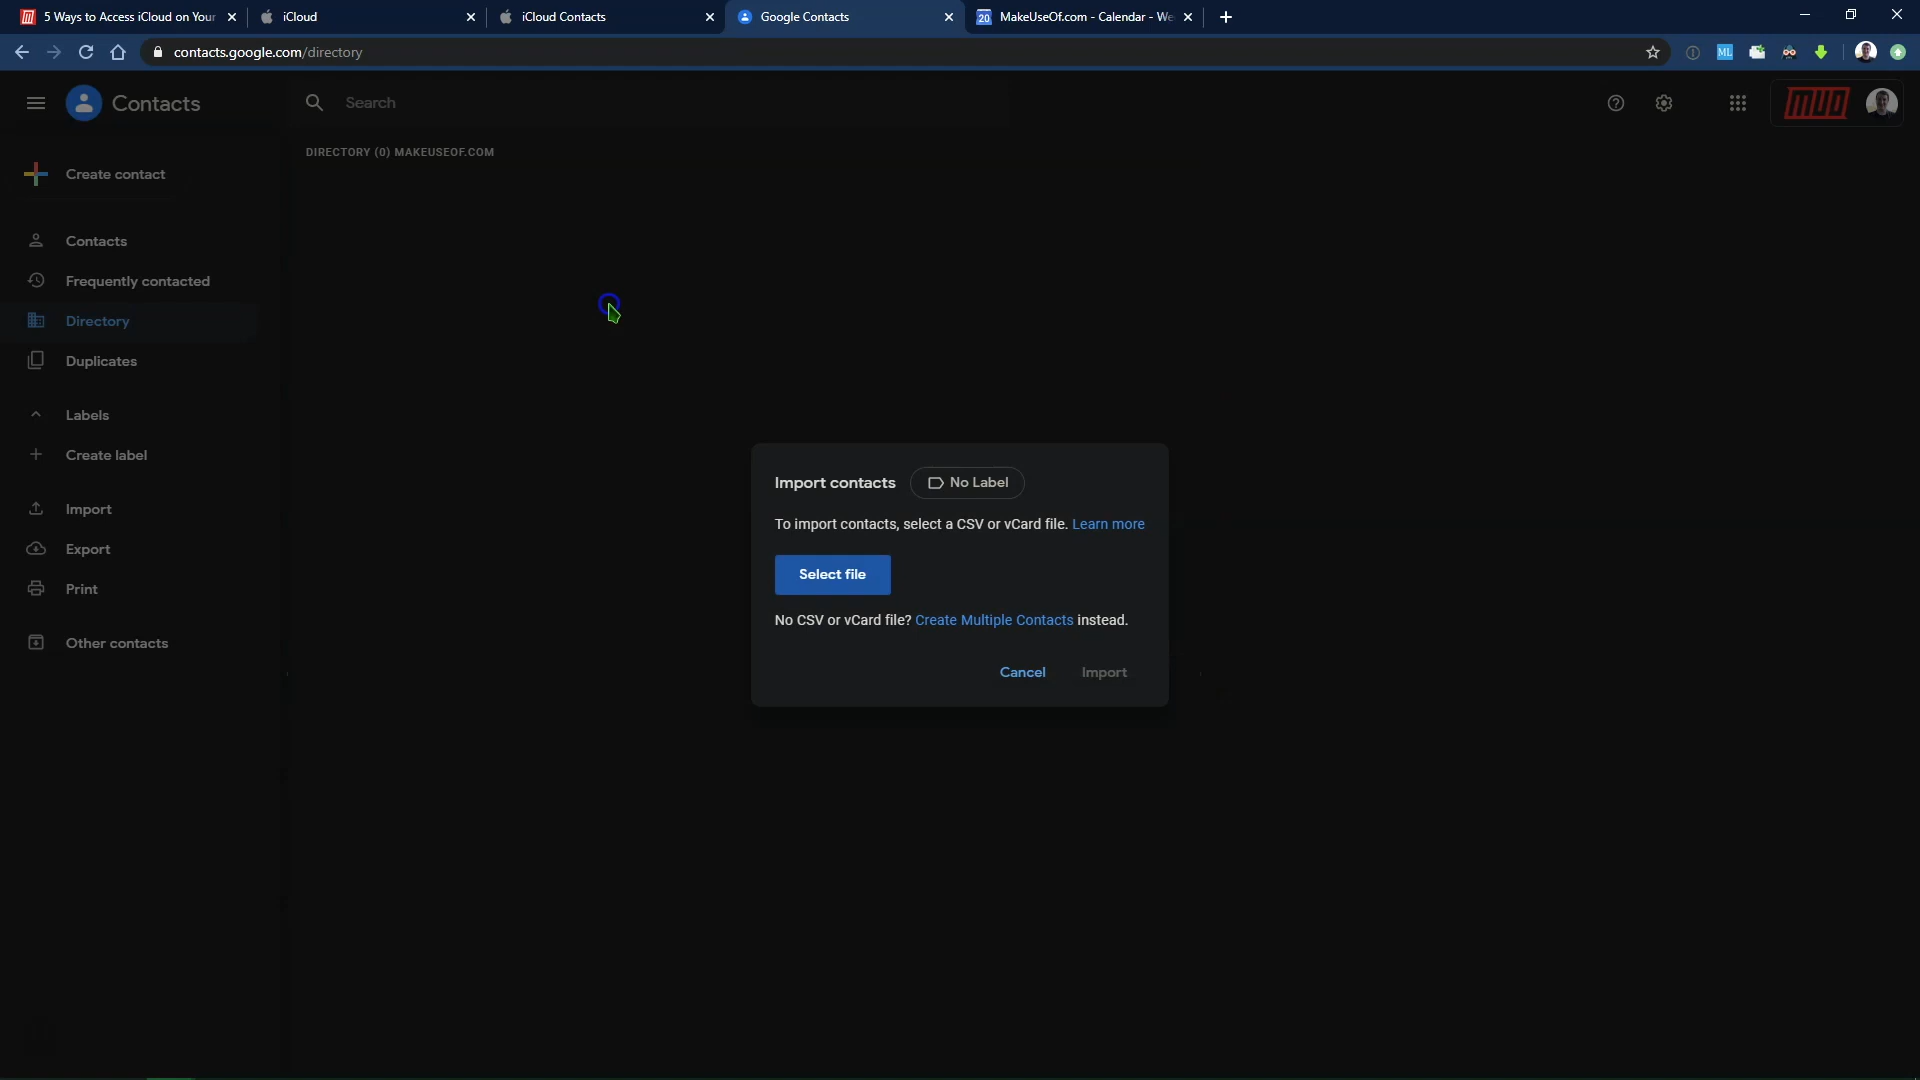 5 Ways to Access iCloud on Your
iCloud
iCloud Contacts
Google Contacts
20
MakeUseOf.com - Calendar - We
contacts.google.com/directory
ML
Contacts
Search
MUO
DIRECTORY (0) MAKEUSEOF.COM
Create contact
Contacts
Frequently contacted
Directory
Duplicates
Labels
Create label
Import
Export
Print
Other contacts
Import contacts
No Label
To import contacts, select a CSV or vCard file. Learn more
Select file
No CSV or vCard file? Create Multiple Contacts instead.
Cancel
Import